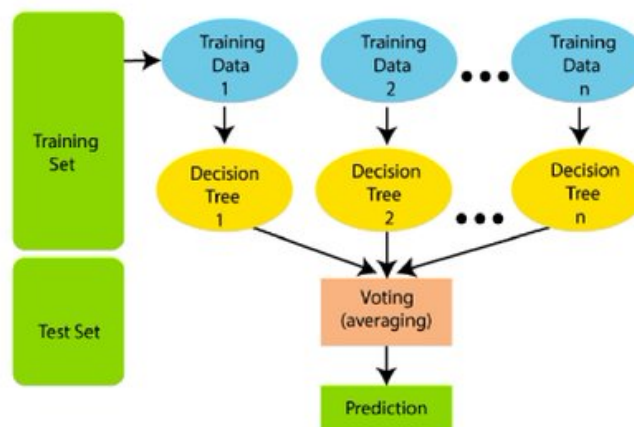 Training
Set
Test Set
Training
Data
1
Training
Data
2
Training
Data
n
Decision
Tree
1
Decision
Tree
2
Decision
Tree
n
Voting
(averaging)
Prediction